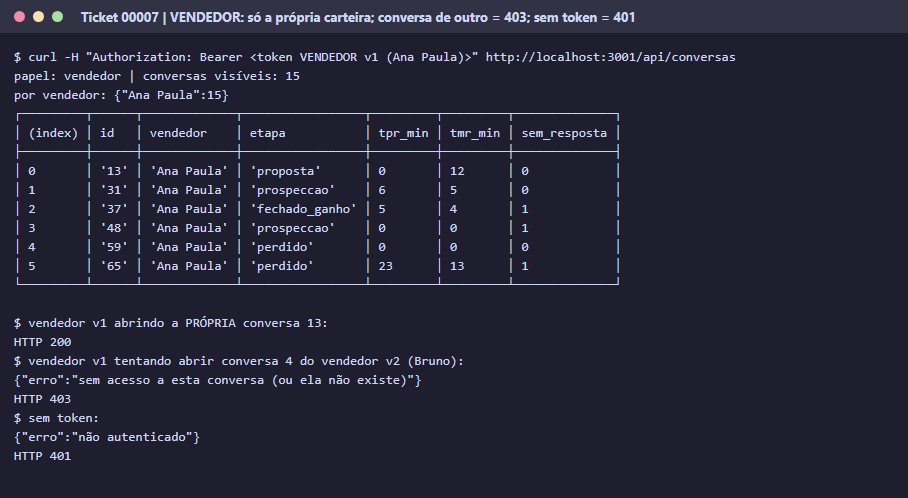 Ticket 00007 | VENDEDOR: só a própria carteira; conversa de outro = 403; sem token = 401
$ curl -H "Authorization: Bearer <token VENDEDOR v1 (Ana Paula)>" http://localhost:3001/api/conversas
papel: vendedor | conversas visíveis: 15
por vendedor: {"Ana Paula":15}
(index) │ id │ vendedor │ etapa │ tpr_min │ tmr_min │ sem_resposta
0 │ '13' │ 'Ana Paula' │ 'proposta' │ 0 │ 12 │ 0
1 │ '31' │ 'Ana Paula' │ 'prospeccao' │ 6 │ 5 │ 0
2 │ '37' │ 'Ana Paula' │ 'fechado_ganho' │ 5 │ 4 │ 1
3 │ '48' │ 'Ana Paula' │ 'prospeccao' │ 0 │ 0 │ 1
4 │ '59' │ 'Ana Paula' │ 'perdido' │ 0 │ 0 │ 0
5 │ '65' │ 'Ana Paula' │ 'perdido' │ 23 │ 13 │ 1
$ vendedor v1 abrindo a PRÓPRIA conversa 13:
HTTP 200
$ vendedor v1 tentando abrir conversa 4 do vendedor v2 (Bruno):
{"erro":"sem acesso a esta conversa (ou ela não existe)"}
HTTP 403
$ sem token:
{"erro":"não autenticado"}
HTTP 401